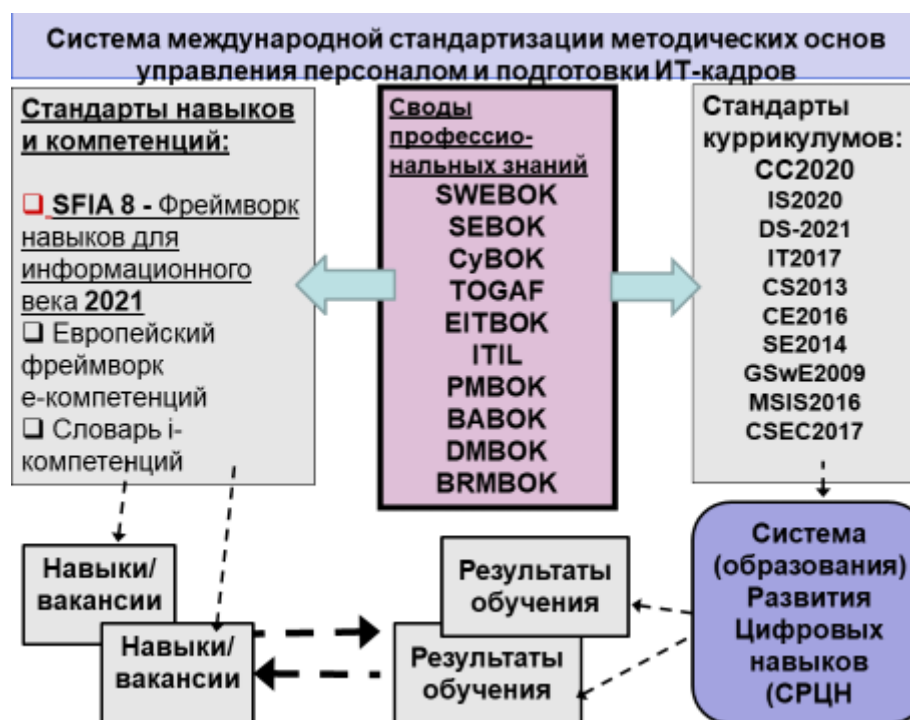 Система международной стандартизации методических основ
управления персоналом и подготовки ИТ-кадров
Стандарты навыков
и компетенций:
SFIA 8 - Фреймворк
навыков для
информационного
века 2021
Европейский
фреймворк
е-компетенций
Словарь i-
компетенций
Своды
профессио-
нальных знаний
SWEBOK
SEBOK
CyBOK
TOGAF
EITBOK
ITIL
PMBOK
BABOK
DMBOK
BRMBOK
Стандарты
куррикулумов:
CC2020
IS2020
DS-2021
IT2017
CS2013
CE2016
SE2014
GSwE2009
MSIS2016
CSEC2017
Навыки/
вакансии
Навыки/
вакансии
Результаты
обучения
Результаты
обучения
Система
(образования)
Развития
Цифровых
навыков
(СРЦН